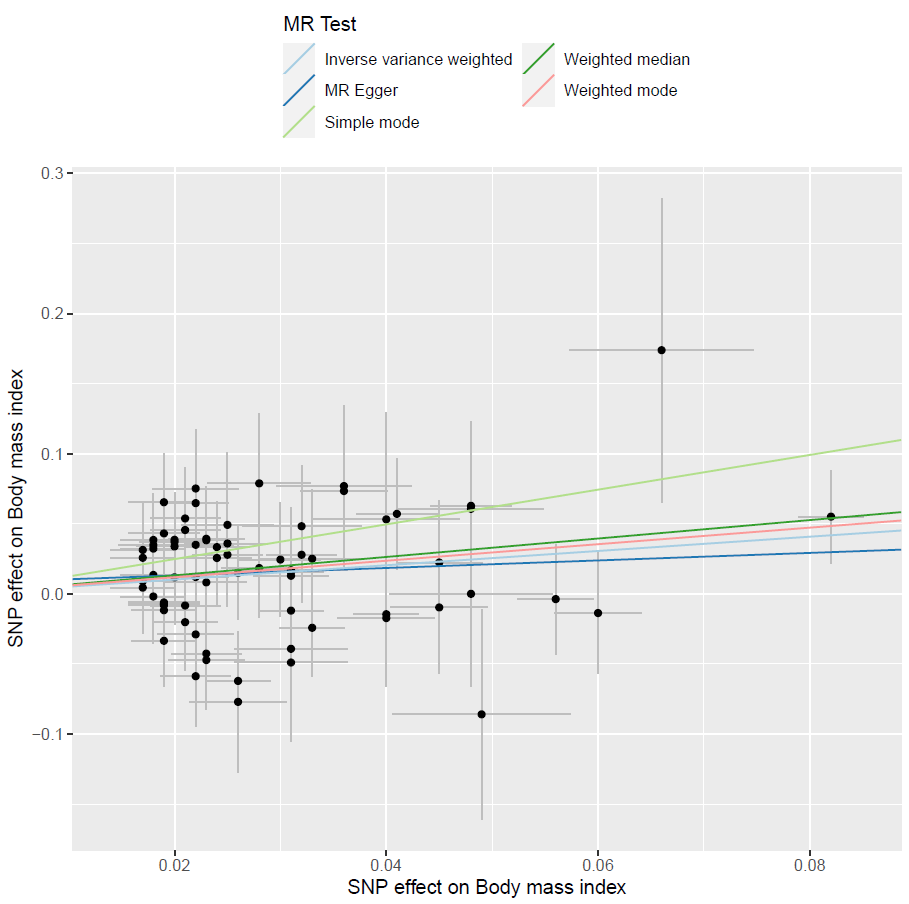 MR Test
Inverse variance weighted
Weighted median
MR Egger
Weighted mode
Simple mode
0.3
0.2
0.1
0.0
−0.1
SNP effect on Body mass index
0.02
0.04
0.06
0.08
SNP effect on Body mass index